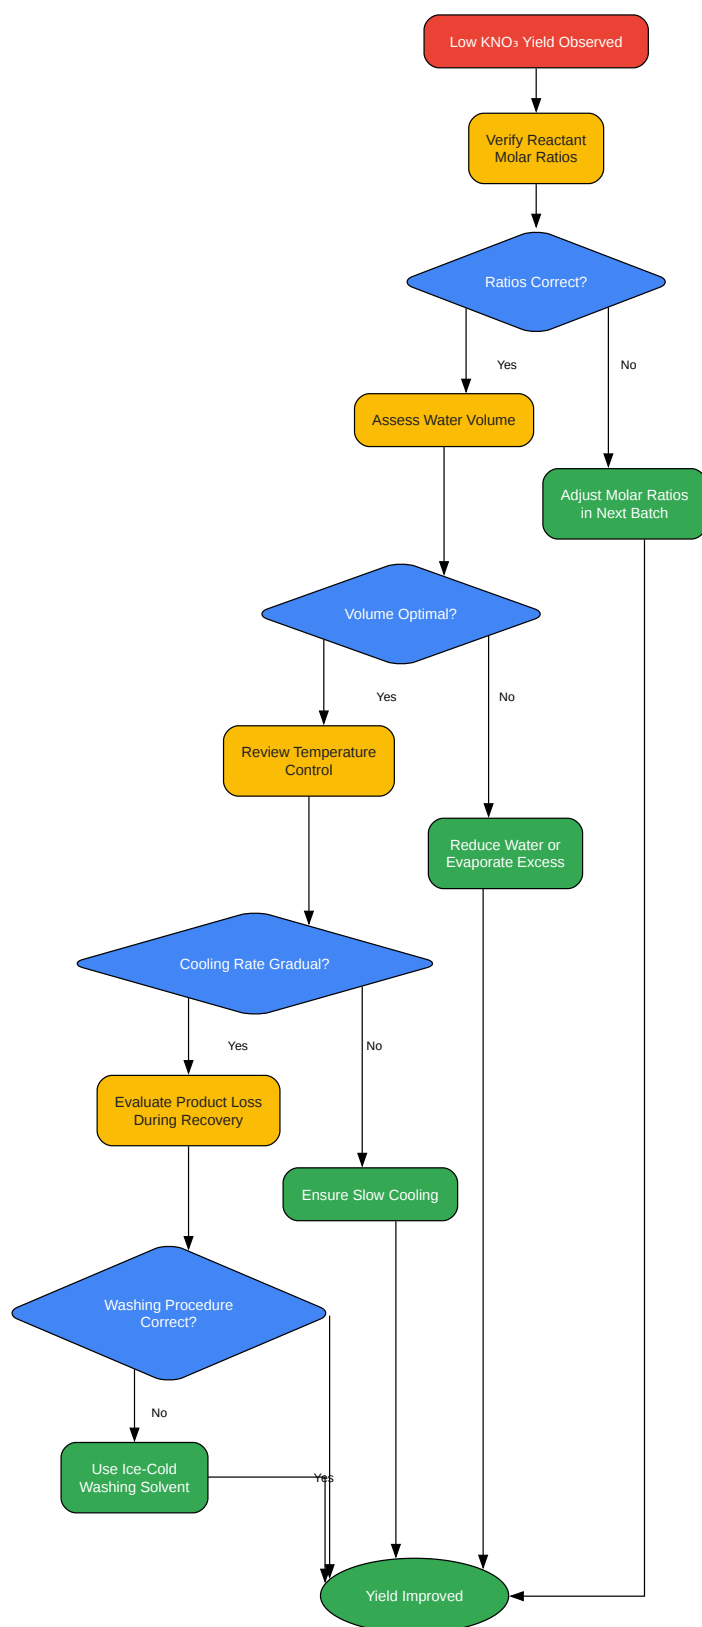 Low KNO₃ Yield Observed
Verify Reactant
Molar Ratios
Ratios Correct?
Yes
No
Assess Water Volume
Adjust Molar Ratios
in Next Batch
Volume Optimal?
Yes
No
Review Temperature
Control
Reduce Water or
Evaporate Excess
Cooling Rate Gradual?
Yes
No
Evaluate Product Loss
During Recovery
Ensure Slow Cooling
Washing Procedure
Correct?
No
Use Ice-Cold
Washing Solvent
Yes
Yield Improved